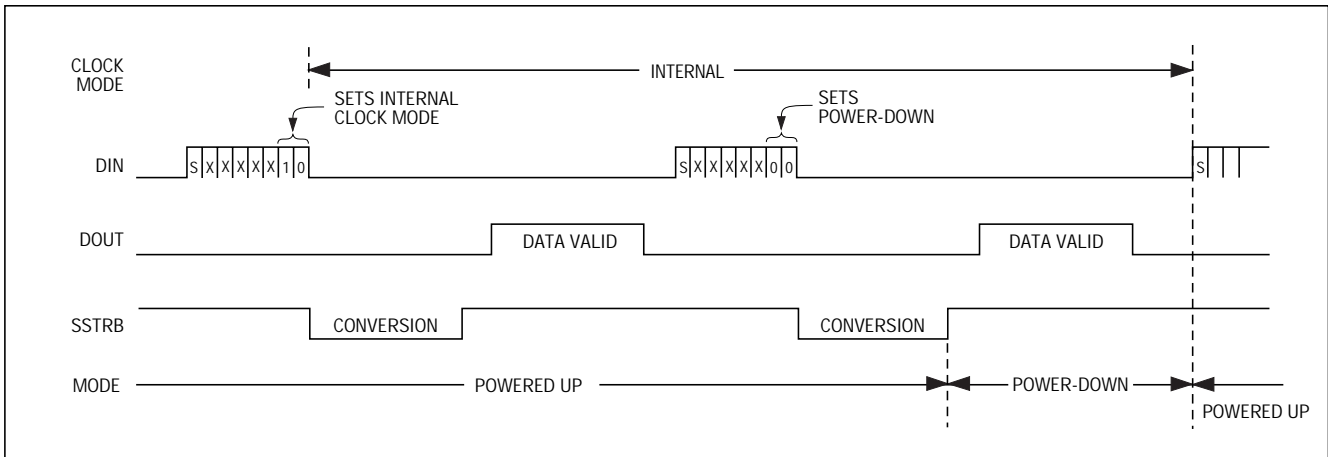 CLOCK
MODE
INTERNAL
SETS INTERNAL
CLOCK MODE
SETS
POWER-DOWN
DIN
S X X X X X 1 0
S X X X X X 0 0
S
DOUT
DATA VALID
DATA VALID
SSTRB
CONVERSION
CONVERSION
MODE
POWERED UP
POWER-DOWN
POWERED UP